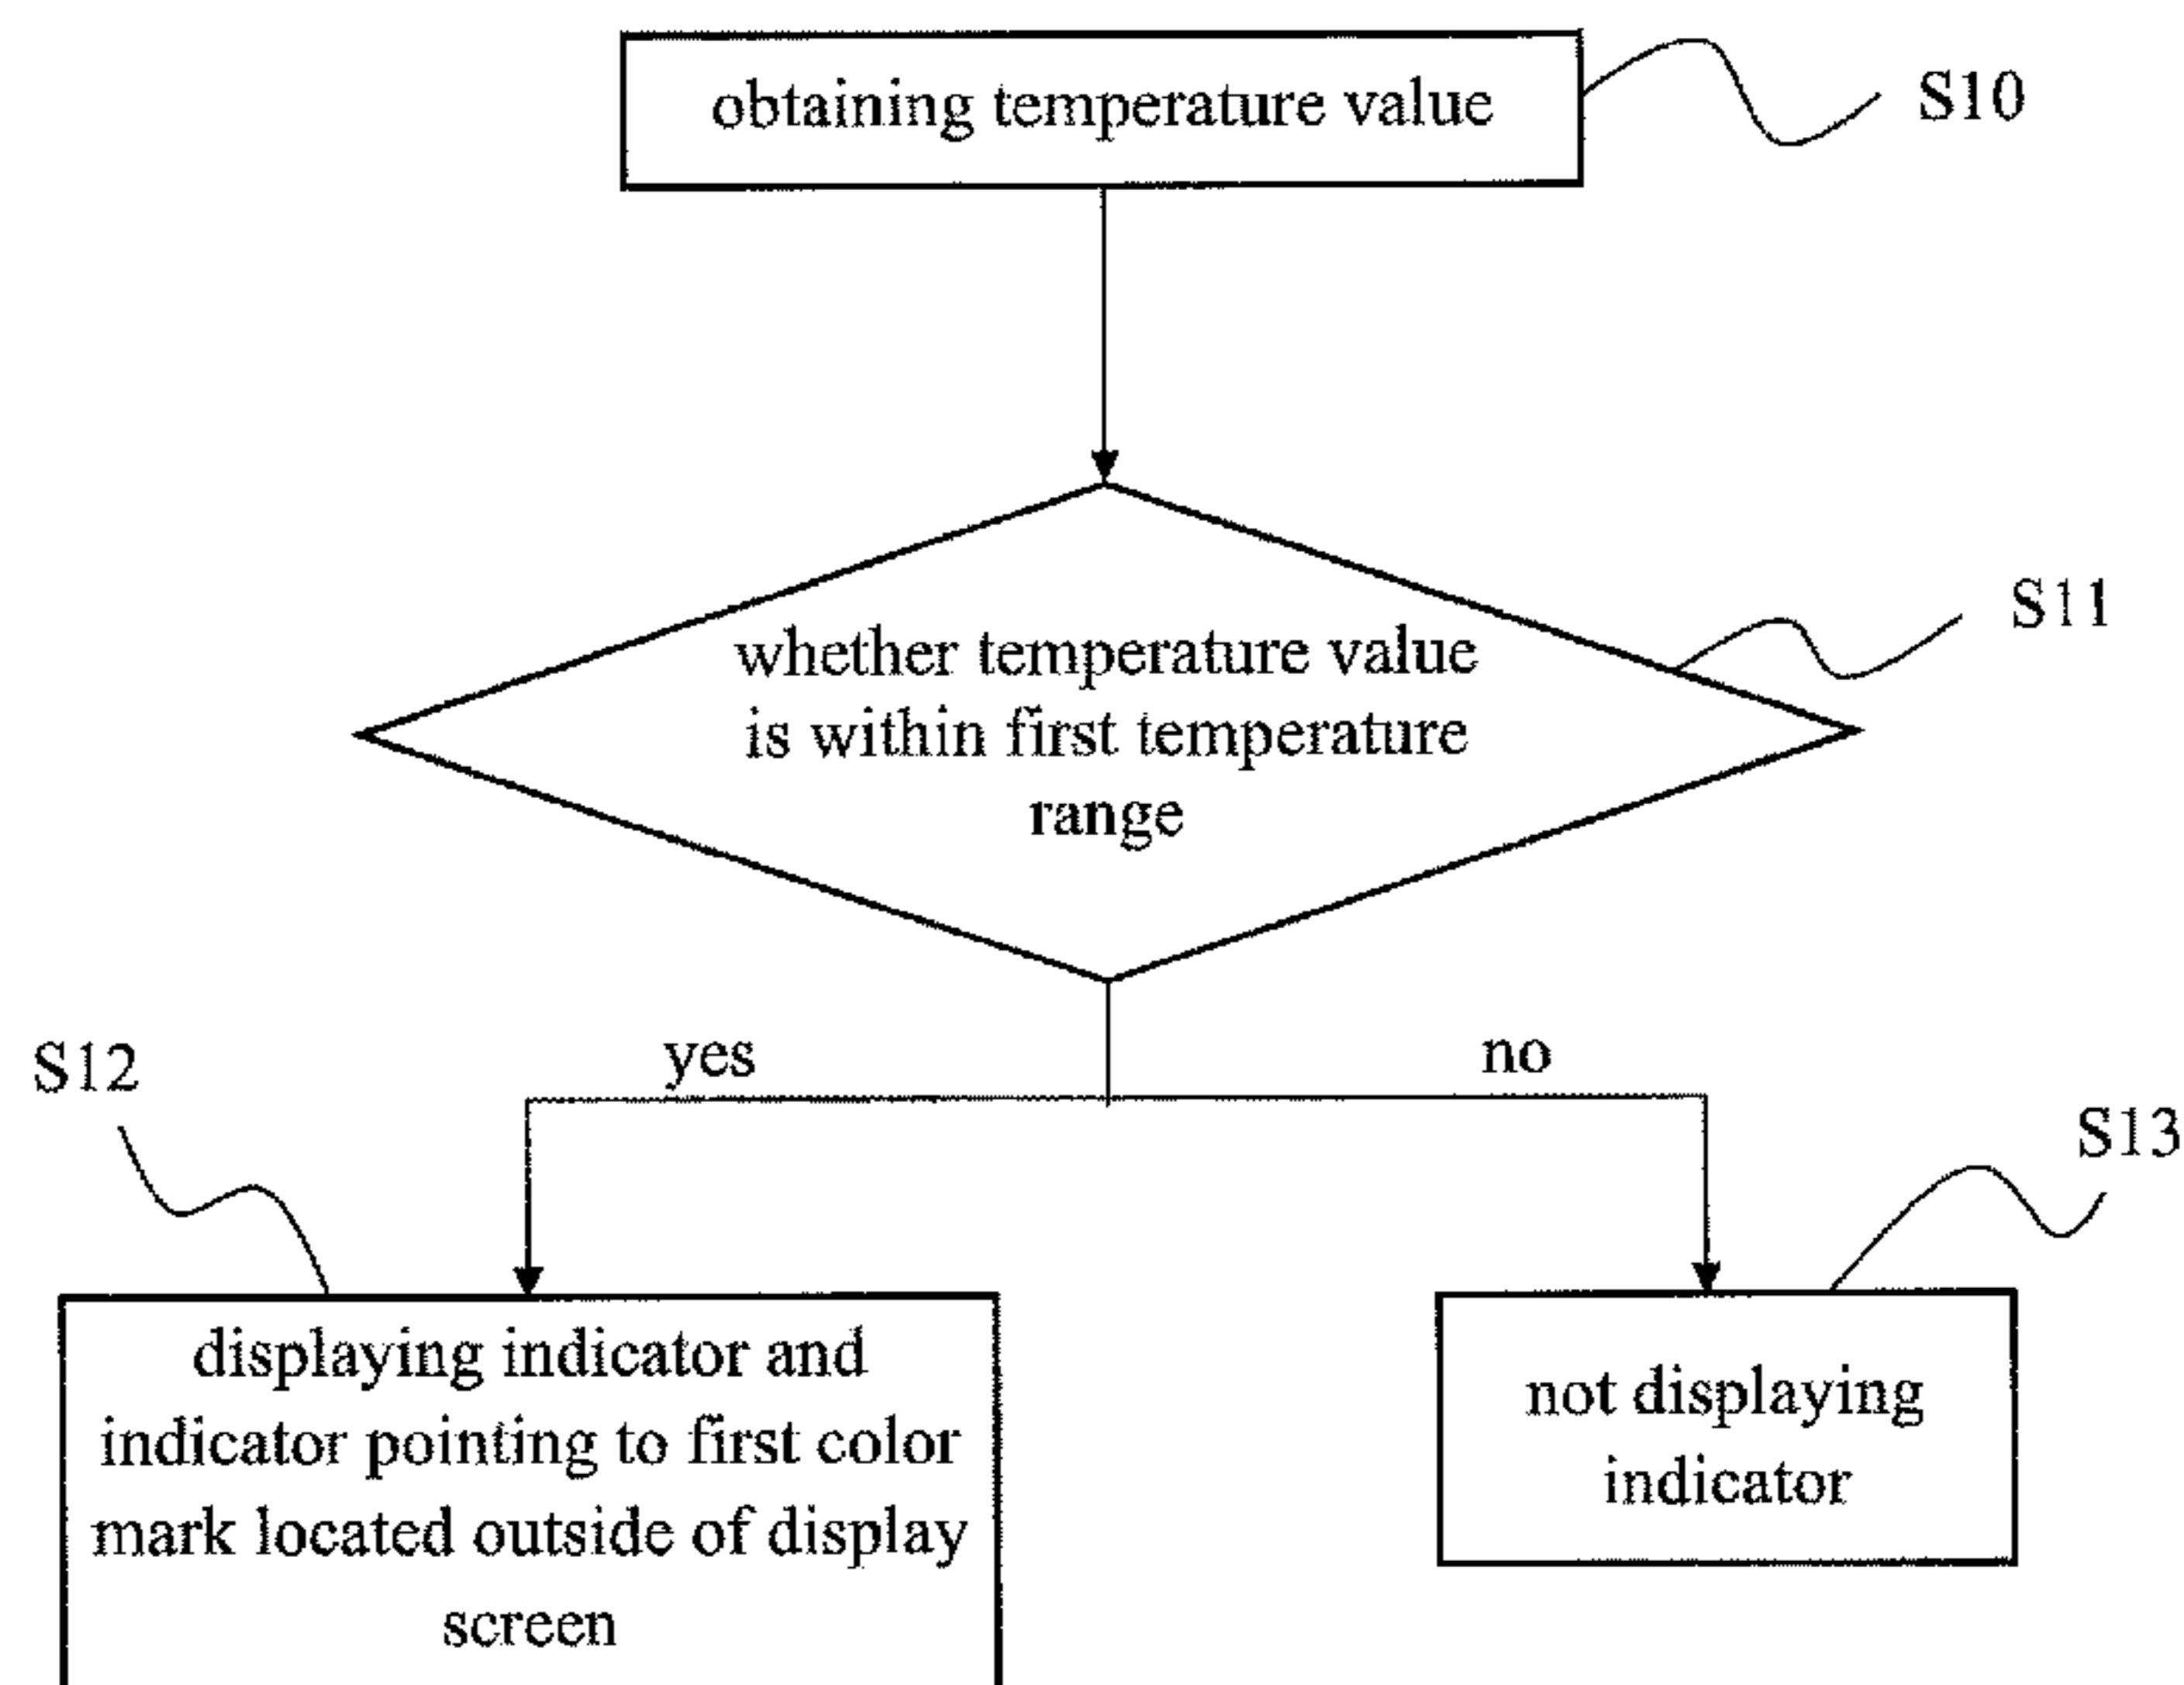 obtaining temperature value
S10
S11
whether temperature value
is within first temperature
range
yes
no
S12
S13
displaying indicator and
indicator pointing to first color
mark located outside of display
screen
not displaying
indicator